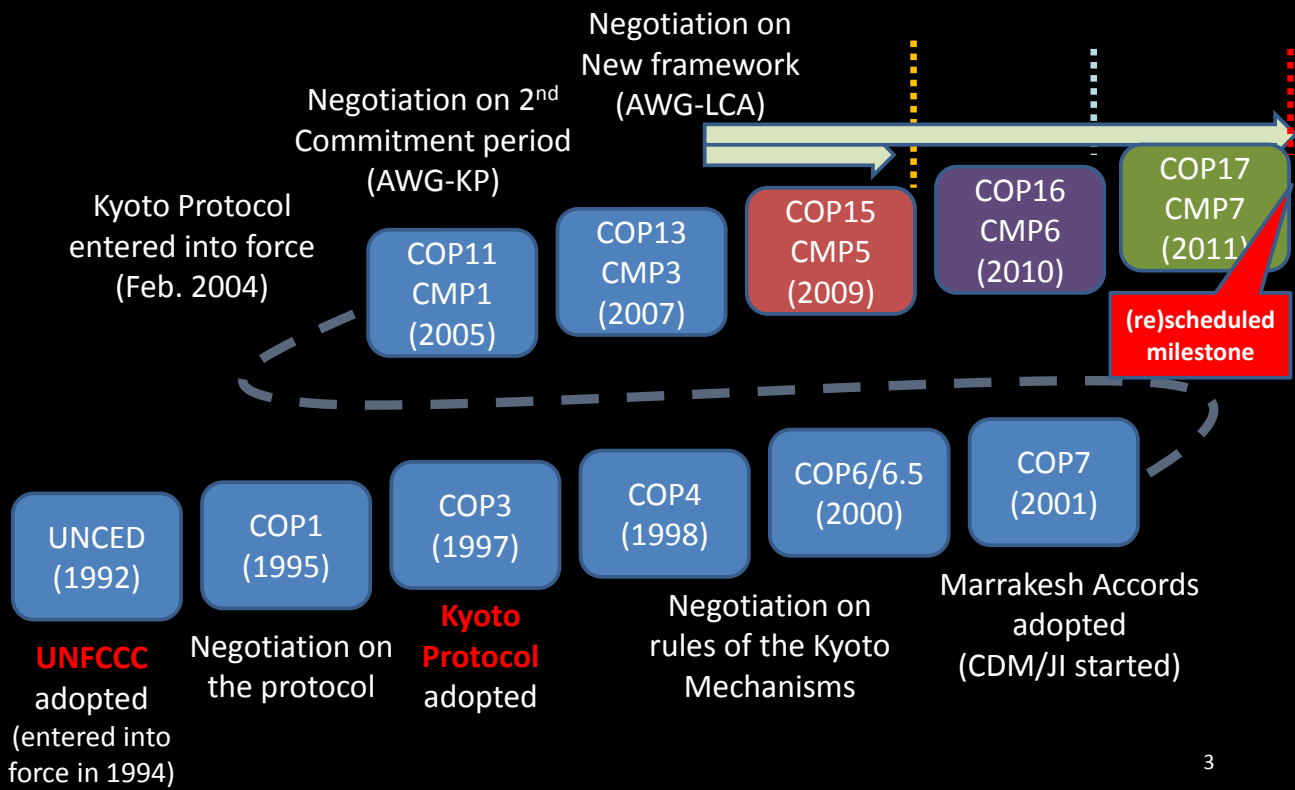 Negotiation on
New framework
(AWG-LCA)
Negotiation on 2nd
Commitment period
(AWG-KP)
Kyoto Protocol
entered into force
(Feb. 2004)
COP11
CMP1
(2005)
COP13
CMP3
(2007)
COP15
CMP5
(2009)
COP16
CMP6
(2010)
COP17
CMP7
(2011)
(re)scheduled
milestone
UNCED
(1992)
COP1
(1995)
COP3
(1997)
COP4
(1998)
COP6/6.5
(2000)
COP7
(2001)
UNFCCC
adopted
(entered into
force in 1994)
Negotiation on
the protocol
Kyoto
Protocol
adopted
Negotiation on
rules of the Kyoto
Mechanisms
Marrakesh Accords
adopted
(CDM/JI started)
3